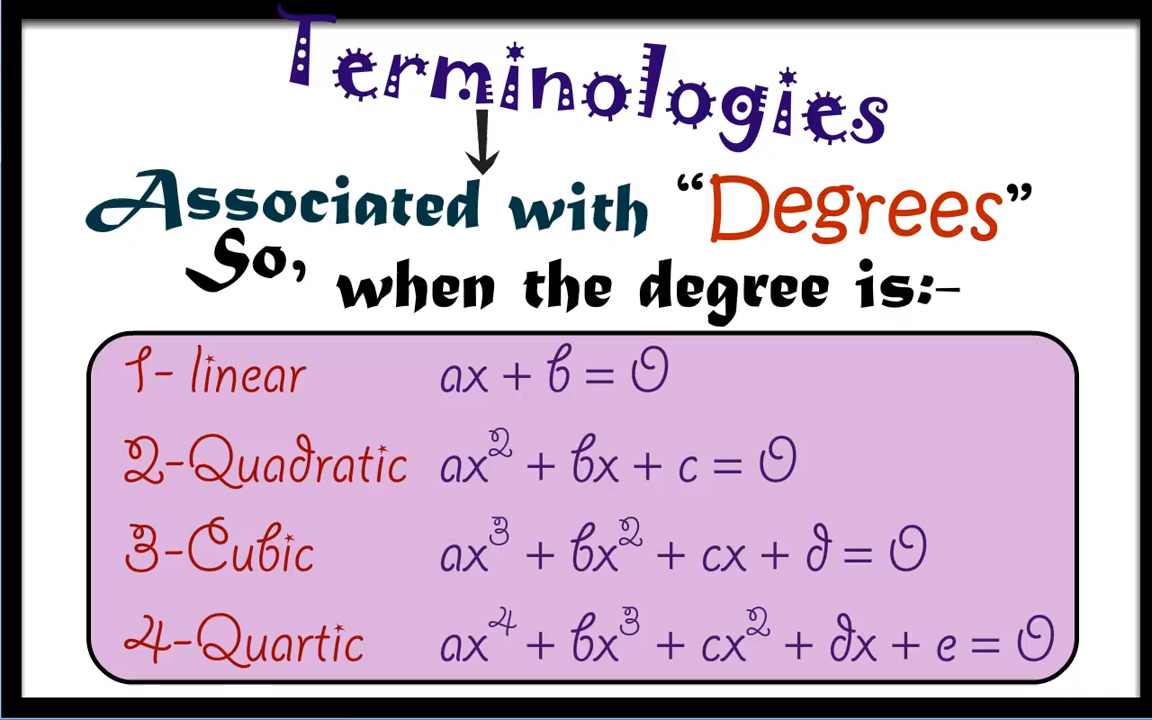 Terminologies
Associated with “Degrees”
So, when the degree is:-
1- linear ax + b = 0
2-Quadratic ax² + bx + c = 0
3-Cubic ax³ + bx² + cx + d = 0
4-Quartic ax⁴ + bx³ + cx² + dx + e = 0